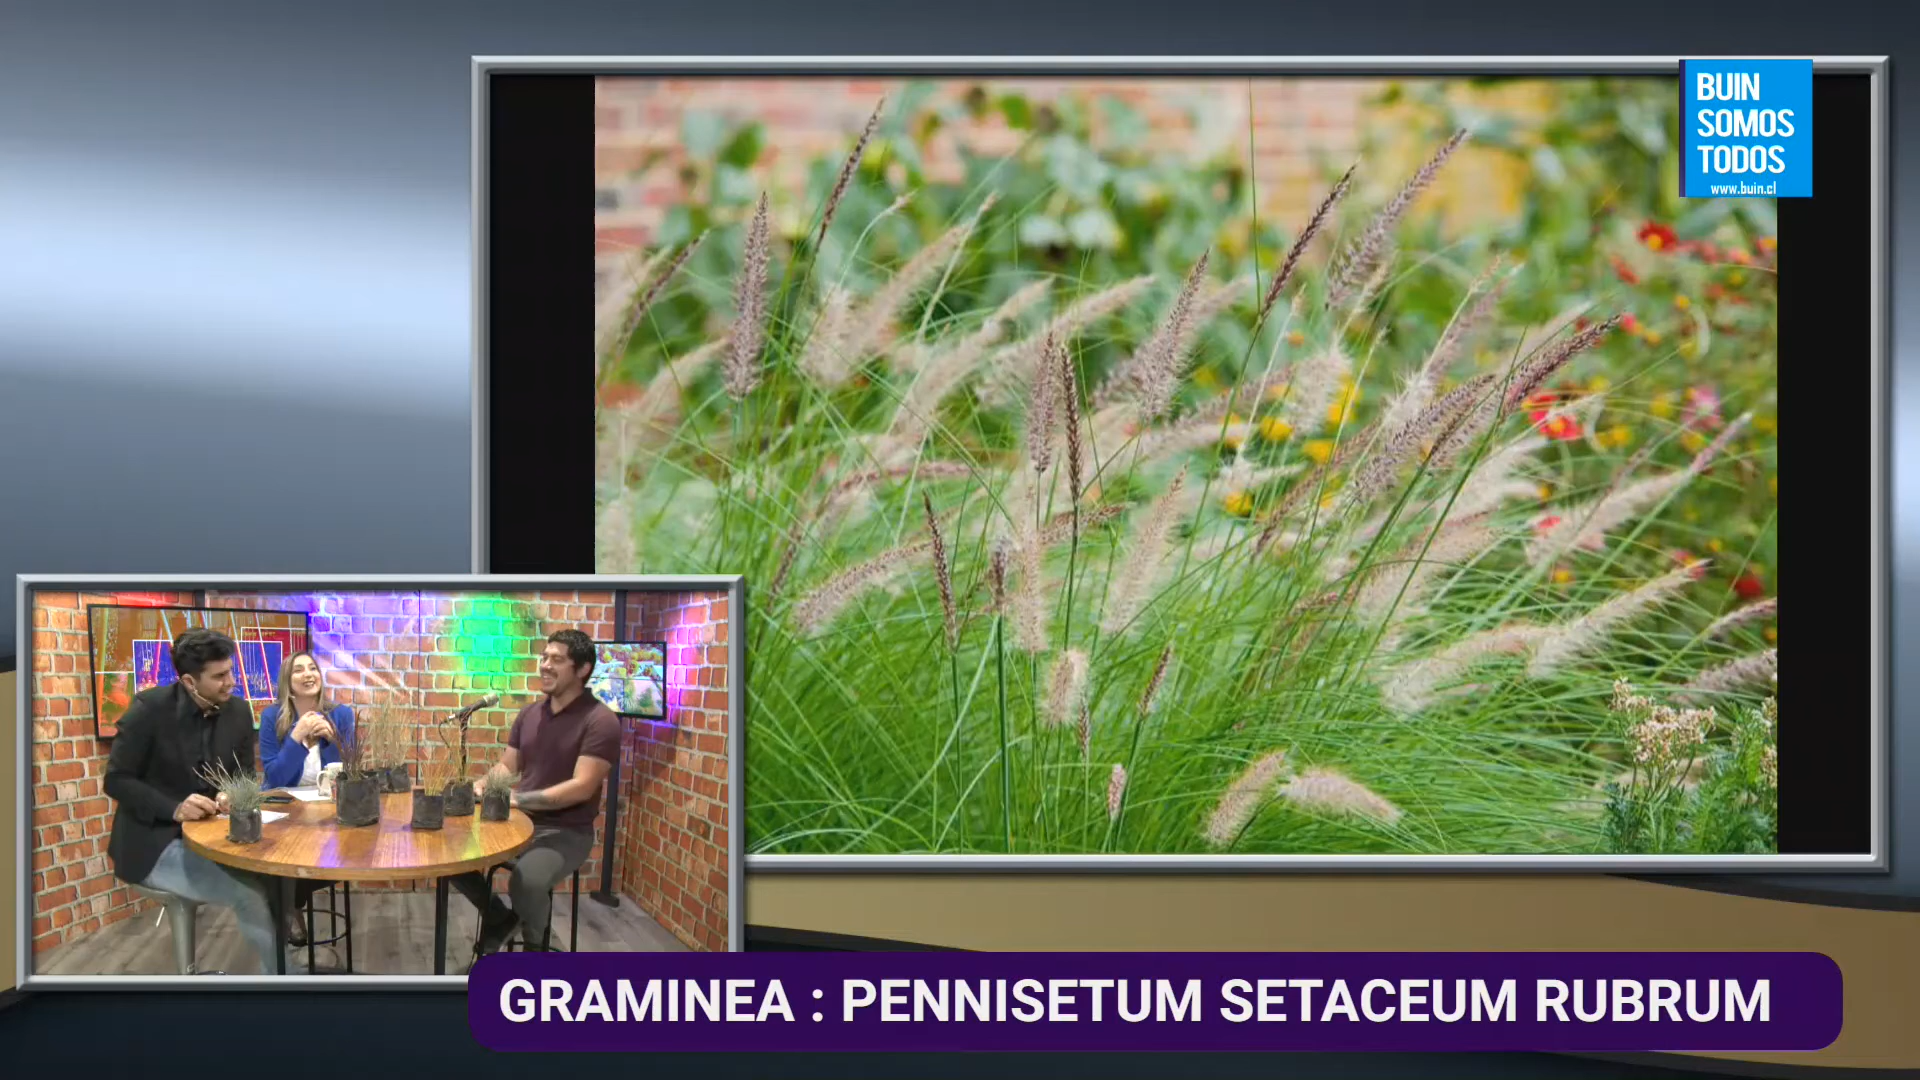 BUIN
SOMOS
TODOS
www.buin.cl
GRAMINEA : PENNISETUM SETACEUM RUBRUM